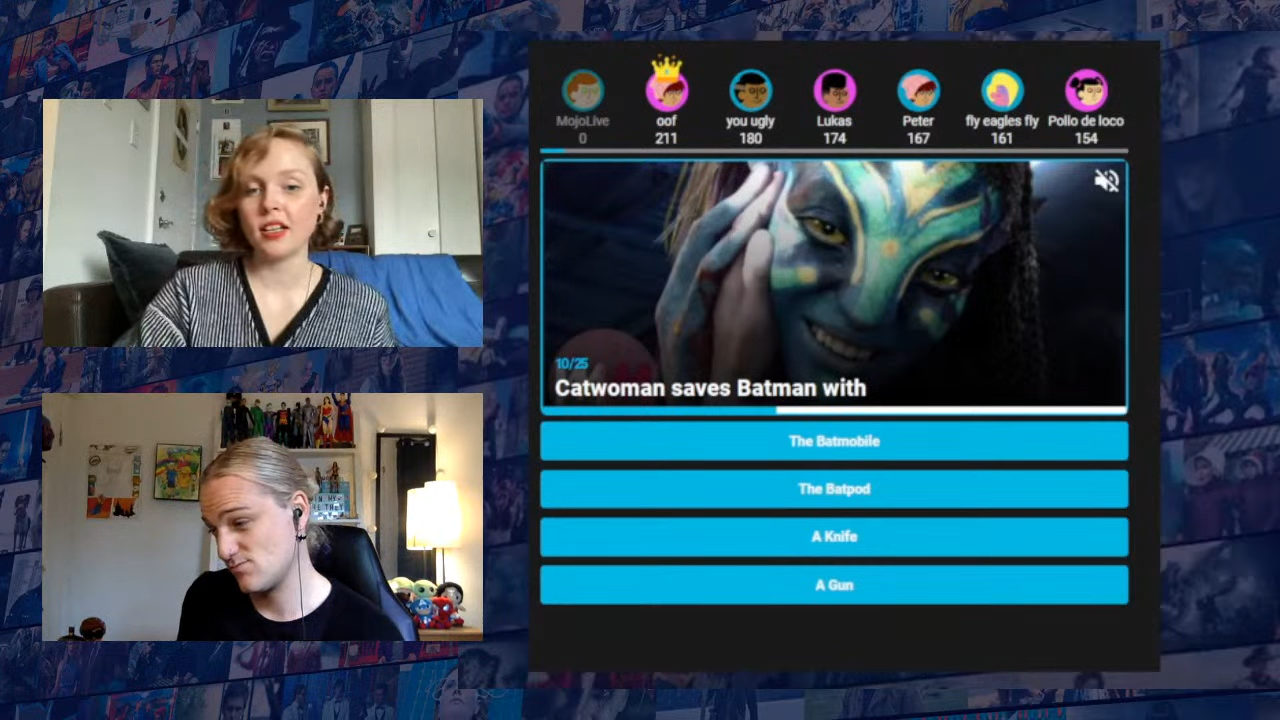 MojoLive
0
oof
211
you ugly
180
Lukas
174
Peter
167
fly eagles fly
161
Pollo de loco
154
10/25
Catwoman saves Batman with
The Batmobile
The Batpod
A Knife
A Gun